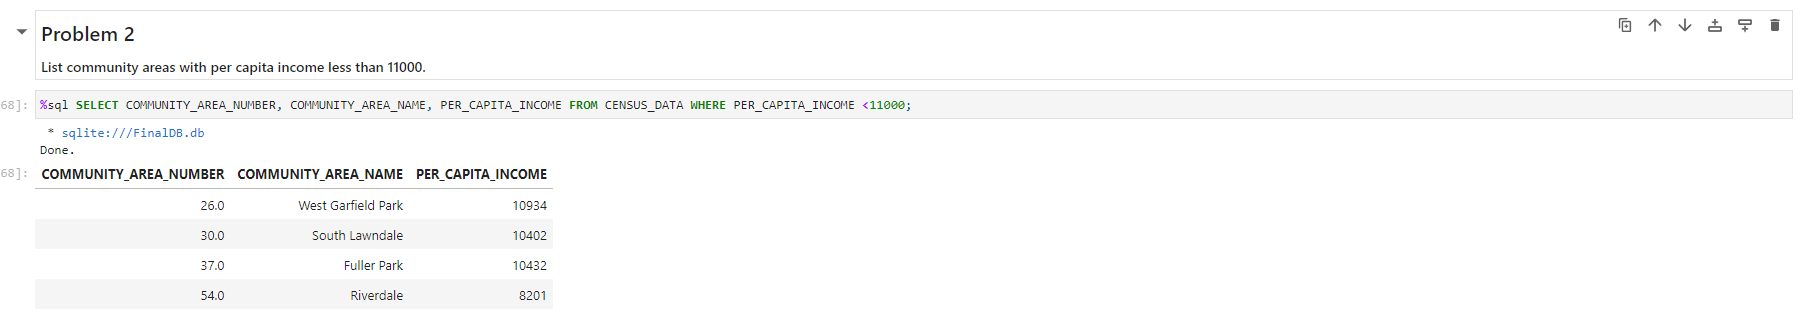 Problem 2
List community areas with per capita income less than 11000.
68]: %sql SELECT COMMUNITY_AREA_NUMBER, COMMUNITY_AREA_NAME, PER_CAPITA_INCOME FROM CENSUS_DATA WHERE PER_CAPITA_INCOME <11000;
* sqlite:///FinalDB.db
Done.
68]: COMMUNITY_AREA_NUMBER COMMUNITY_AREA_NAME PER_CAPITA_INCOME
26.0 West Garfield Park 10934
30.0 South Lawndale 10402
37.0 Fuller Park 10432
54.0 Riverdale 8201